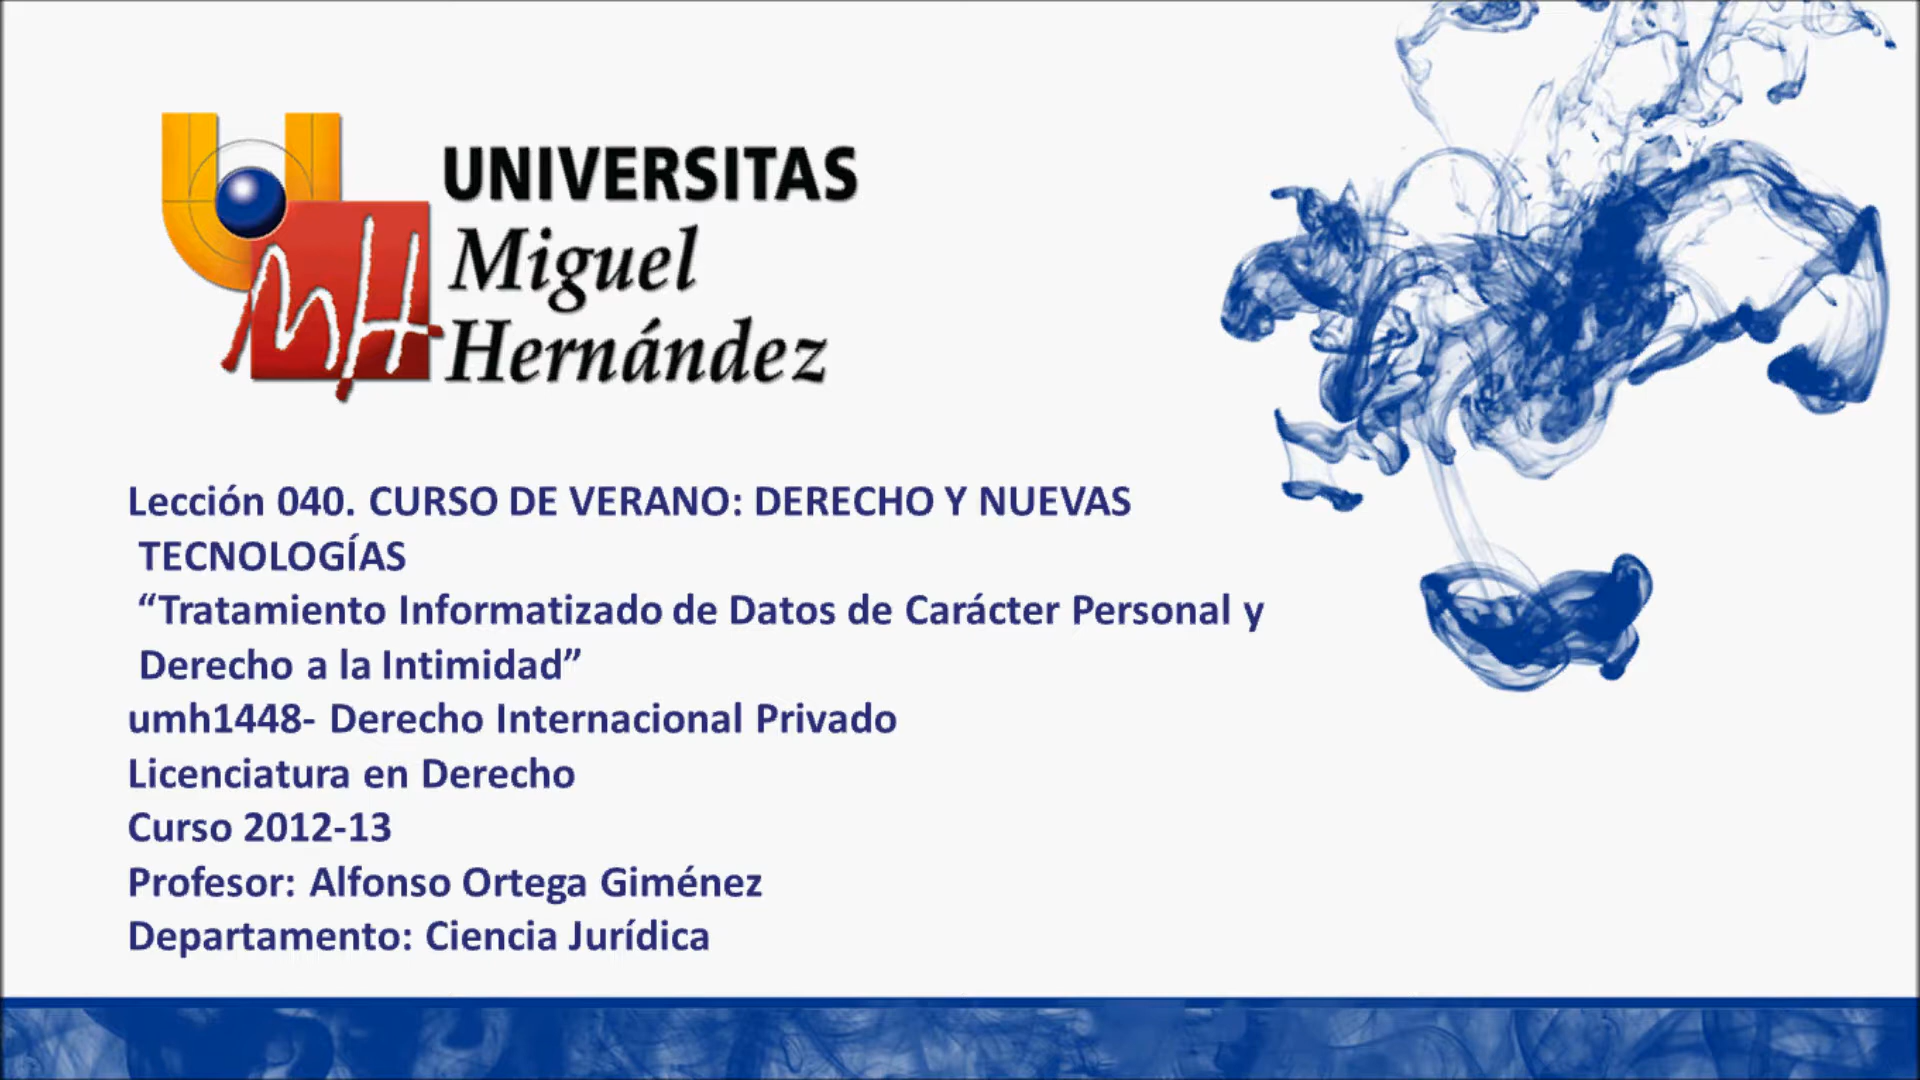 UNIVERSITAS
Miguel
Hernández
UMH
Lección 040. CURSO DE VERANO: DERECHO Y NUEVAS
TECNOLOGÍAS
“Tratamiento Informatizado de Datos de Carácter Personal y
Derecho a la Intimidad”
umh1448- Derecho Internacional Privado
Licenciatura en Derecho
Curso 2012-13
Profesor: Alfonso Ortega Giménez
Departamento: Ciencia Jurídica